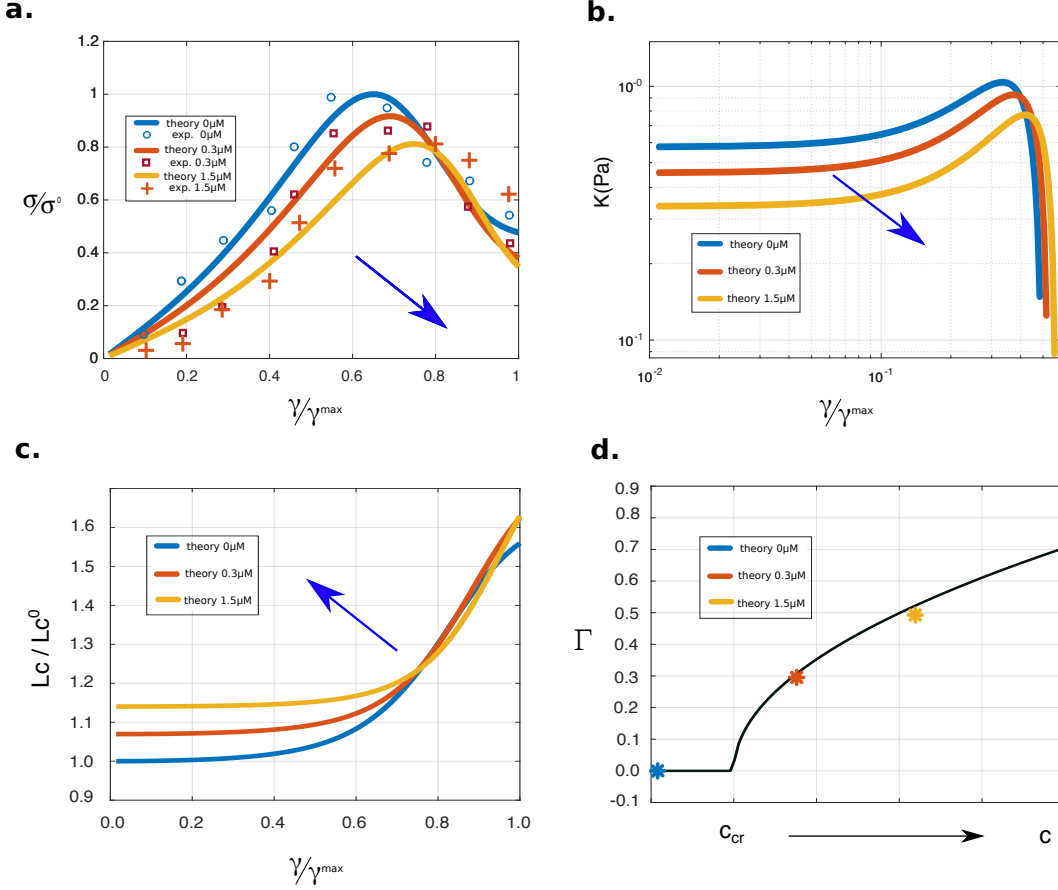 a.
1.2
1
0.8
0.6
0.4
0.2
0
σ/σ⁰
theory 0μM
exp. 0μM
theory 0.3μM
exp. 0.3μM
theory 1.5μM
exp. 1.5μM
0 0.2 0.4 0.6 0.8 1
γ/γᵐᵃˣ
b.
10⁻⁰
10⁻¹
K(Pa)
theory 0μM
theory 0.3μM
theory 1.5μM
10⁻² 10⁻¹
γ/γᵐᵃˣ
c.
1.6
1.5
1.4
1.3
1.2
1.1
1.0
0.9
Lc / Lc⁰
theory 0μM
theory 0.3μM
theory 1.5μM
0.0 0.2 0.4 0.6 0.8 1.0
γ/γᵐᵃˣ
d.
0.9
0.8
0.7
0.6
0.5
0.4
0.3
0.2
0.1
0.0
-0.1
Γ
theory 0μM
theory 0.3μM
theory 1.5μM
c_cr c